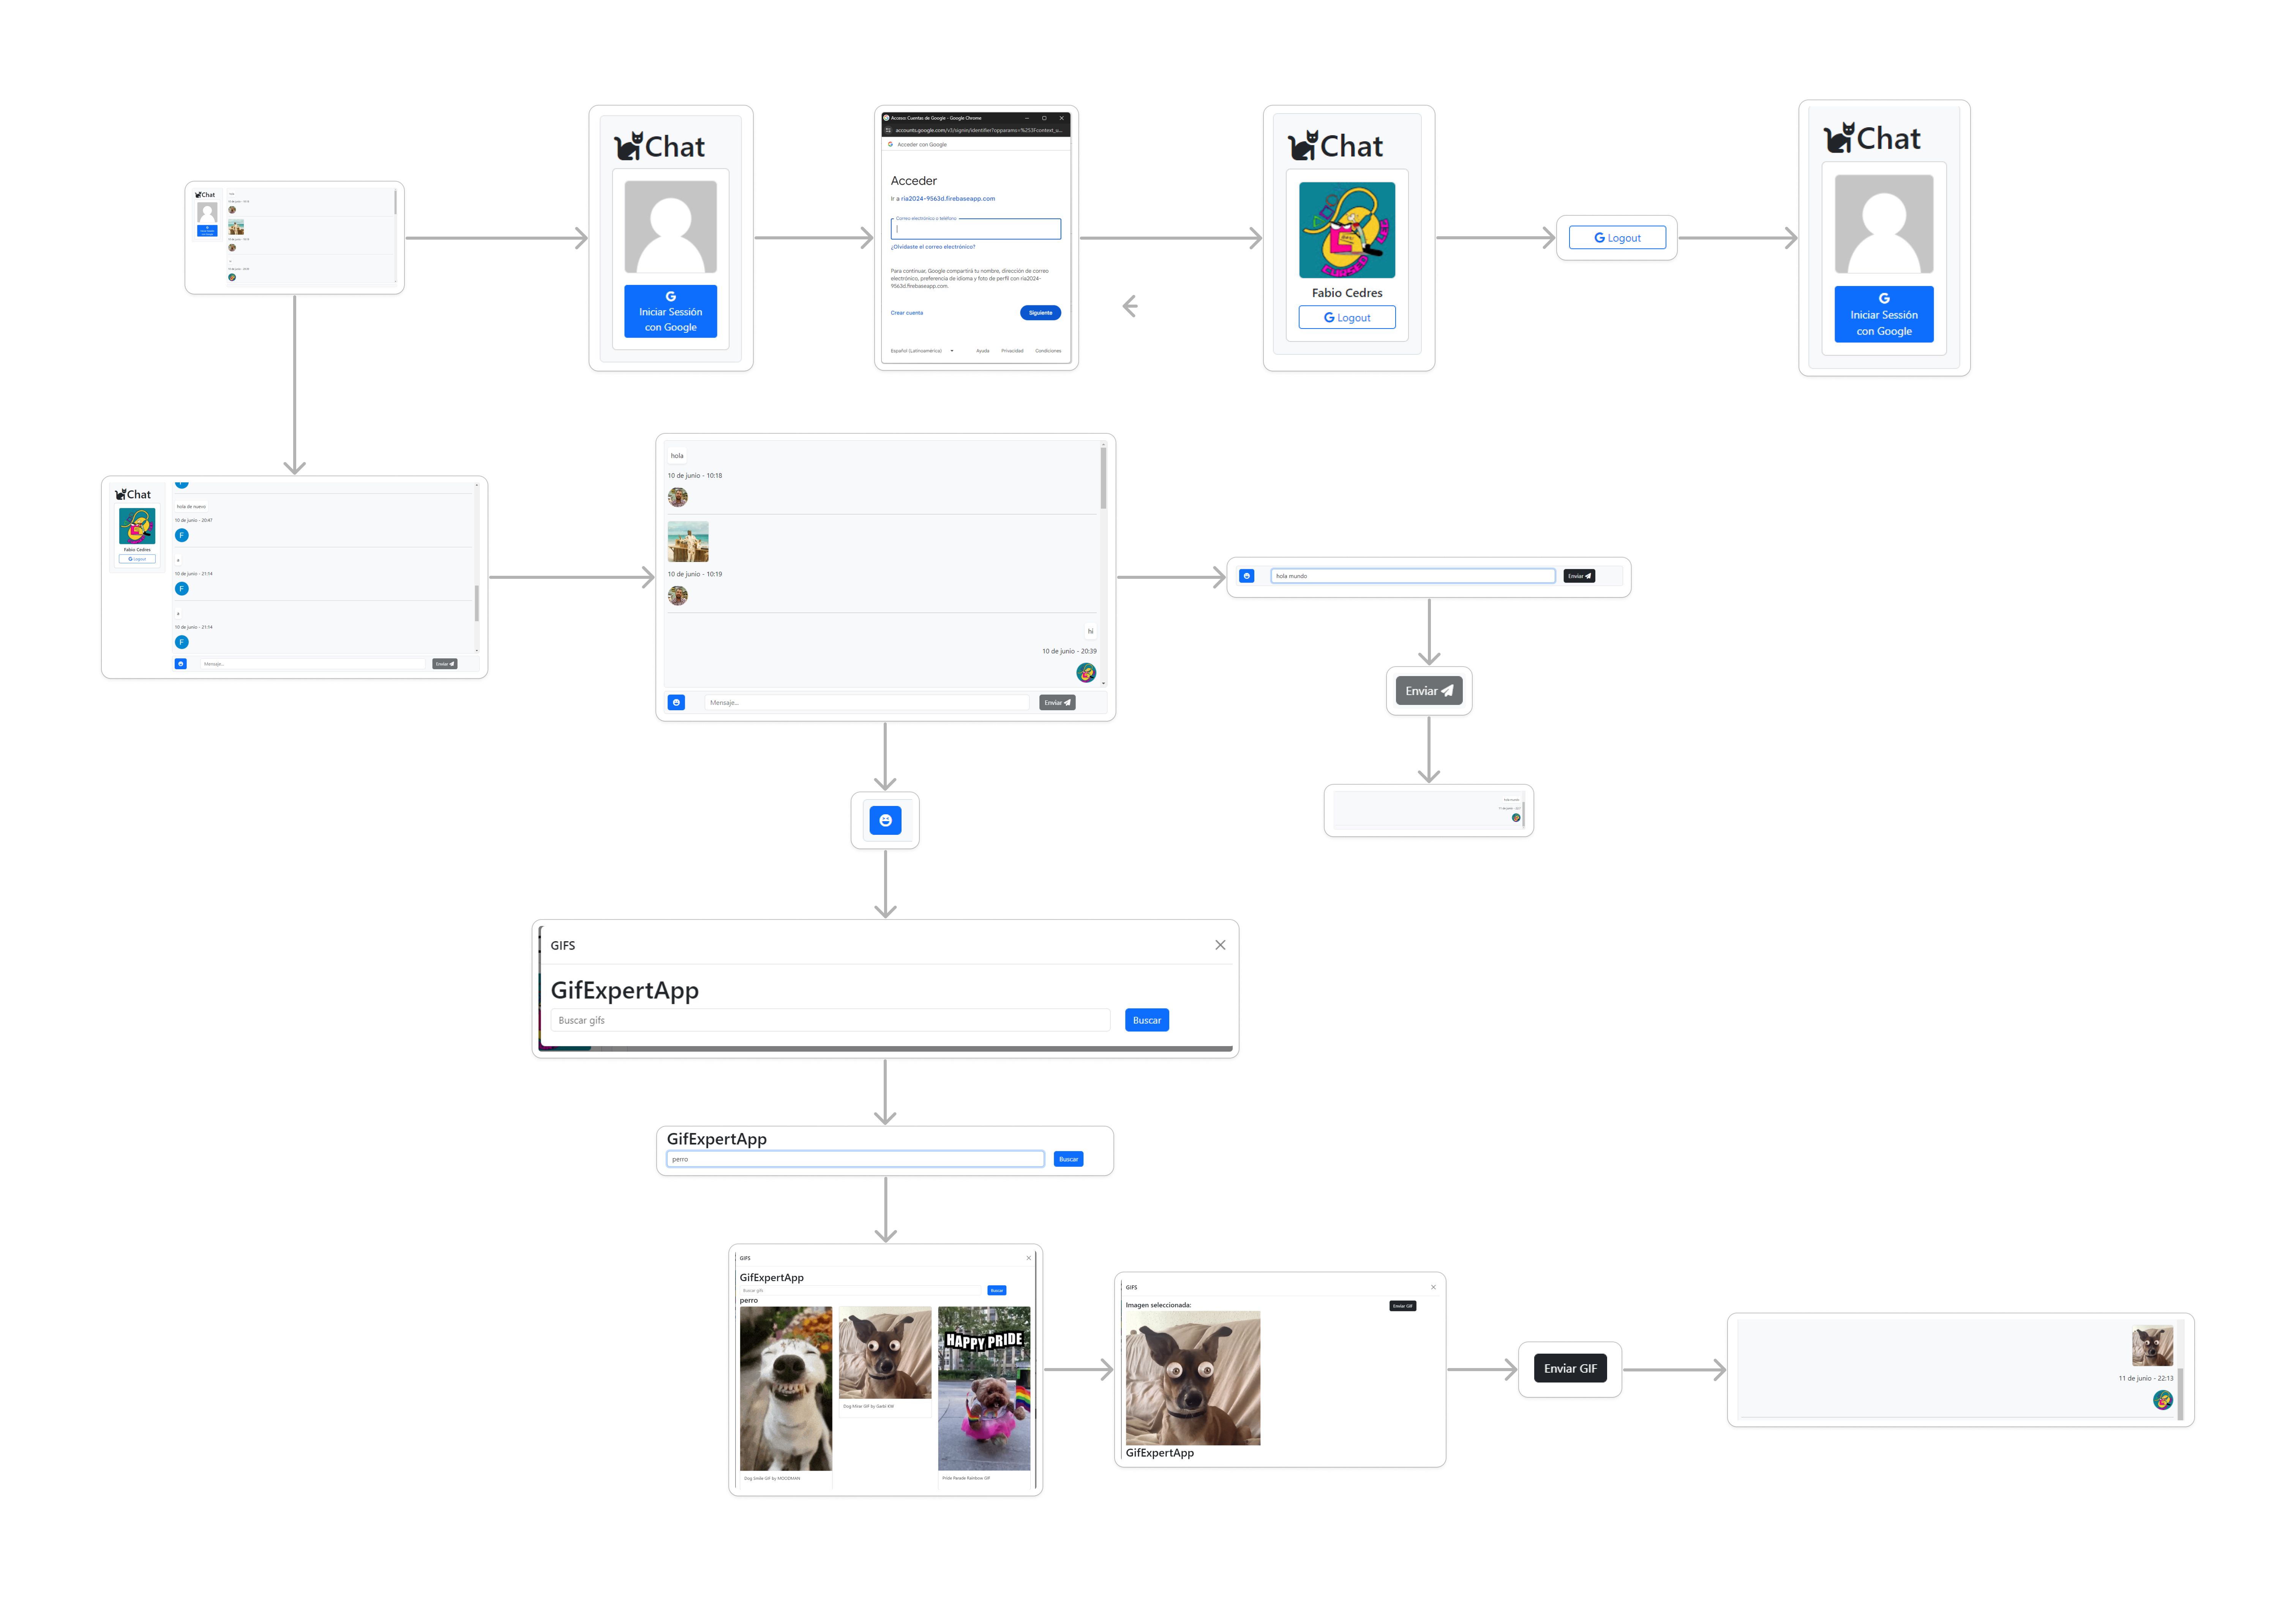 Chat
Iniciar Sesión
con Google
Chat
Iniciar Sesión
con Google
Acceso: Cuentas de Google - Google Chrome
accounts.google.com/v3/signin/identifier?opparams=%253Fcontext_u...
Acceder con Google
Acceder
Ir a ria2024-9563d.firebaseapp.com
Correo electrónico o teléfono
¿Olvidaste el correo electrónico?
Para continuar, Google compartirá tu nombre, dirección de correo
electrónico, preferencia de idioma y foto de perfil con ria2024-
9563d.firebaseapp.com.
Crear cuenta
Siguiente
Español (Latinoamérica)
Ayuda
Privacidad
Condiciones
Chat
CURSED
Fabio Cedres
Logout
Logout
Chat
Iniciar Sesión
con Google
Chat
Fabio Cedres
Logout
hola de nuevo
10 de junio - 20:47
F
a
10 de junio - 21:14
F
a
10 de junio - 21:14
F
Mensaje...
Enviar
hola
10 de junio - 10:18
10 de junio - 10:19
hi
10 de junio - 20:39
Mensaje...
Enviar
hola mundo
Enviar
Enviar
GIFS
GifExpertApp
Buscar gifs
Buscar
GifExpertApp
perro
Buscar
GIFS
GifExpertApp
Buscar gifs
Buscar
perro
HAPPY PRIDE
Dog Smile Gif by MOODMAN
Pride Parade Rainbow GIF
GIFS
Imagen seleccionada:
Enviar GIF
GifExpertApp
Enviar GIF
11 de junio - 22:13